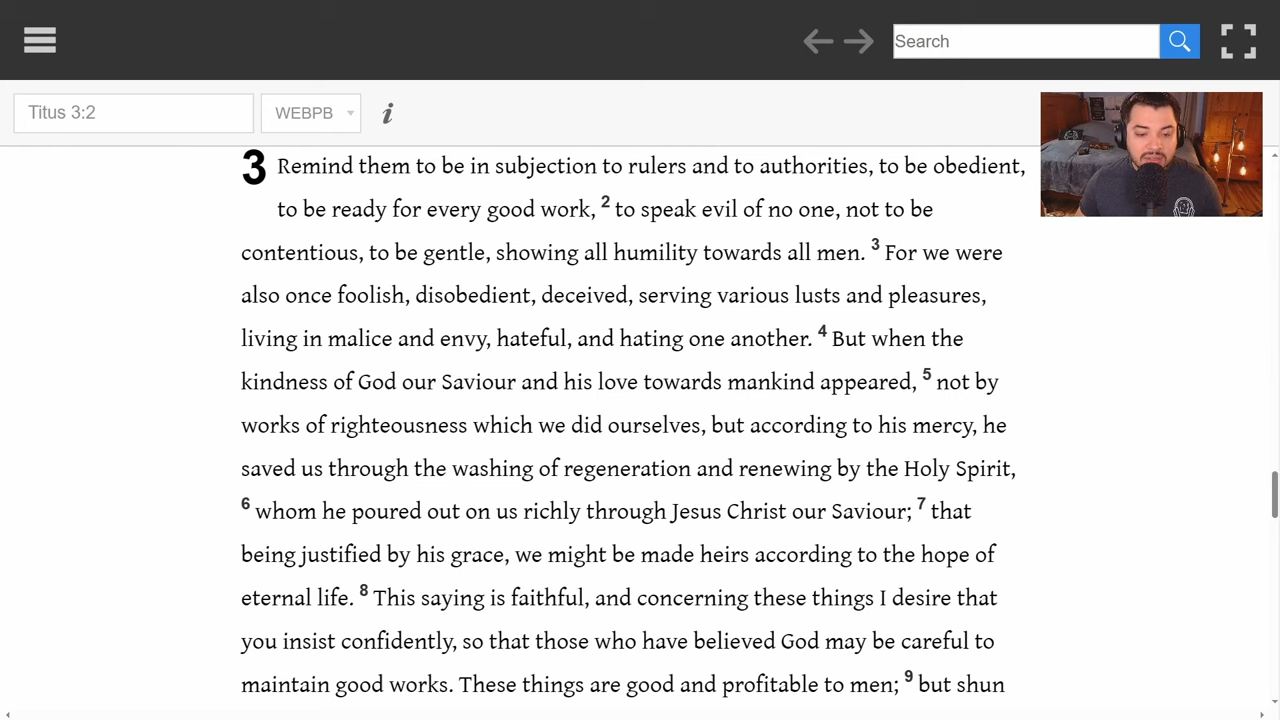 Search
Titus 3:2
WEBPB
i
3 Remind them to be in subjection to rulers and to authorities, to be obedient,
to be ready for every good work, 2 to speak evil of no one, not to be
contentious, to be gentle, showing all humility towards all men. 3 For we were
also once foolish, disobedient, deceived, serving various lusts and pleasures,
living in malice and envy, hateful, and hating one another. 4 But when the
kindness of God our Saviour and his love towards mankind appeared, 5 not by
works of righteousness which we did ourselves, but according to his mercy, he
saved us through the washing of regeneration and renewing by the Holy Spirit,
6 whom he poured out on us richly through Jesus Christ our Saviour; 7 that
being justified by his grace, we might be made heirs according to the hope of
eternal life. 8 This saying is faithful, and concerning these things I desire that
you insist confidently, so that those who have believed God may be careful to
maintain good works. These things are good and profitable to men; 9 but shun